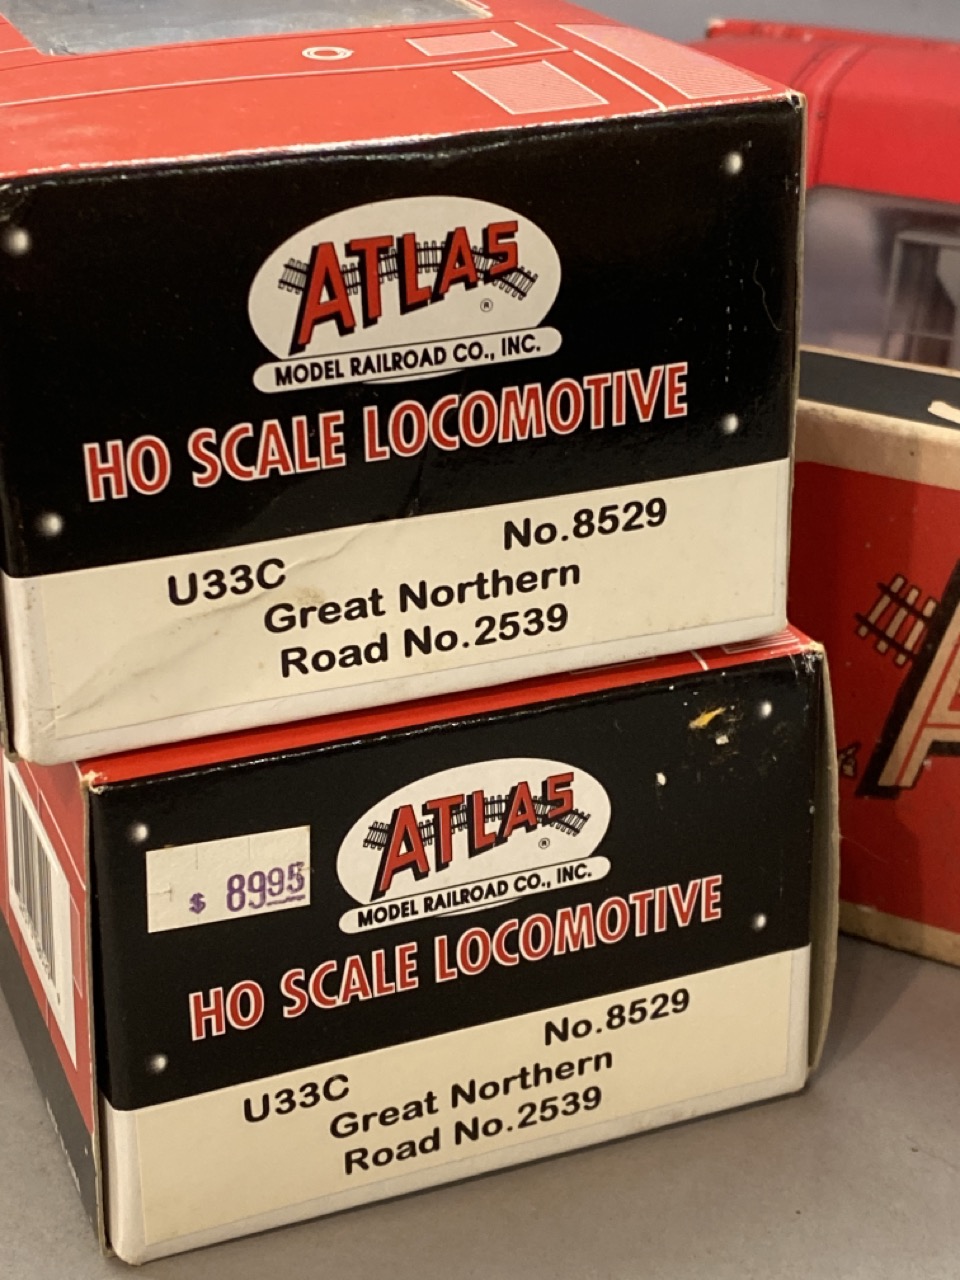 ATLAS
®
MODEL RAILROAD CO., INC.
HO SCALE LOCOMOTIVE
No.8529
U33C
Great Northern
Road No.2539
$ 8995
ATLAS
®
MODEL RAILROAD CO., INC.
HO SCALE LOCOMOTIVE
No.8529
U33C
Great Northern
Road No.2539